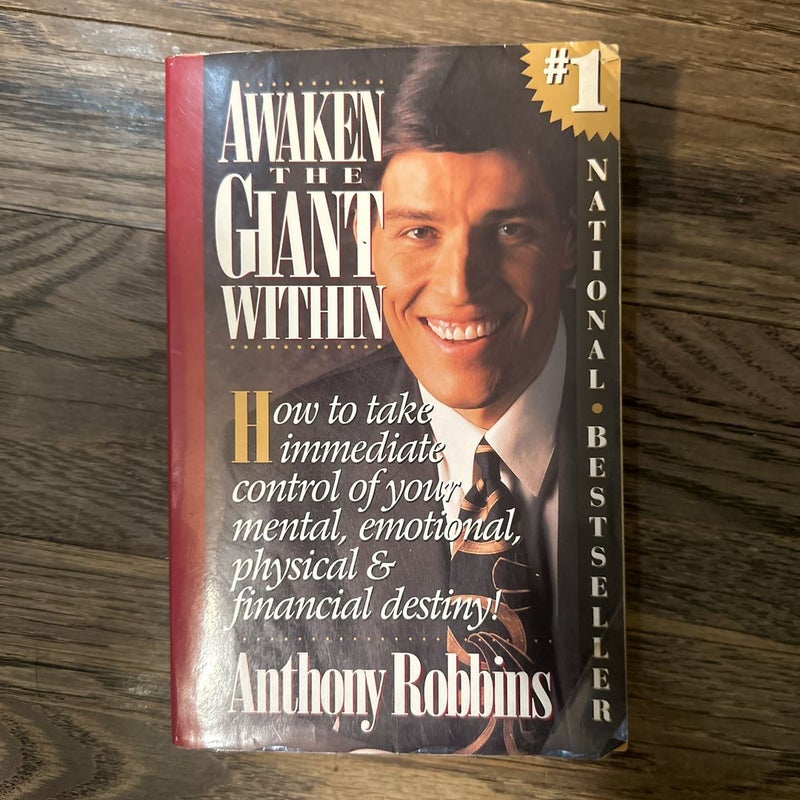 #1
AWAKEN
THE
GIANT
WITHIN
NATIONAL • BESTSELLER
How to take
immediate
control of your
mental, emotional,
physical &
financial destiny!
Anthony Robbins